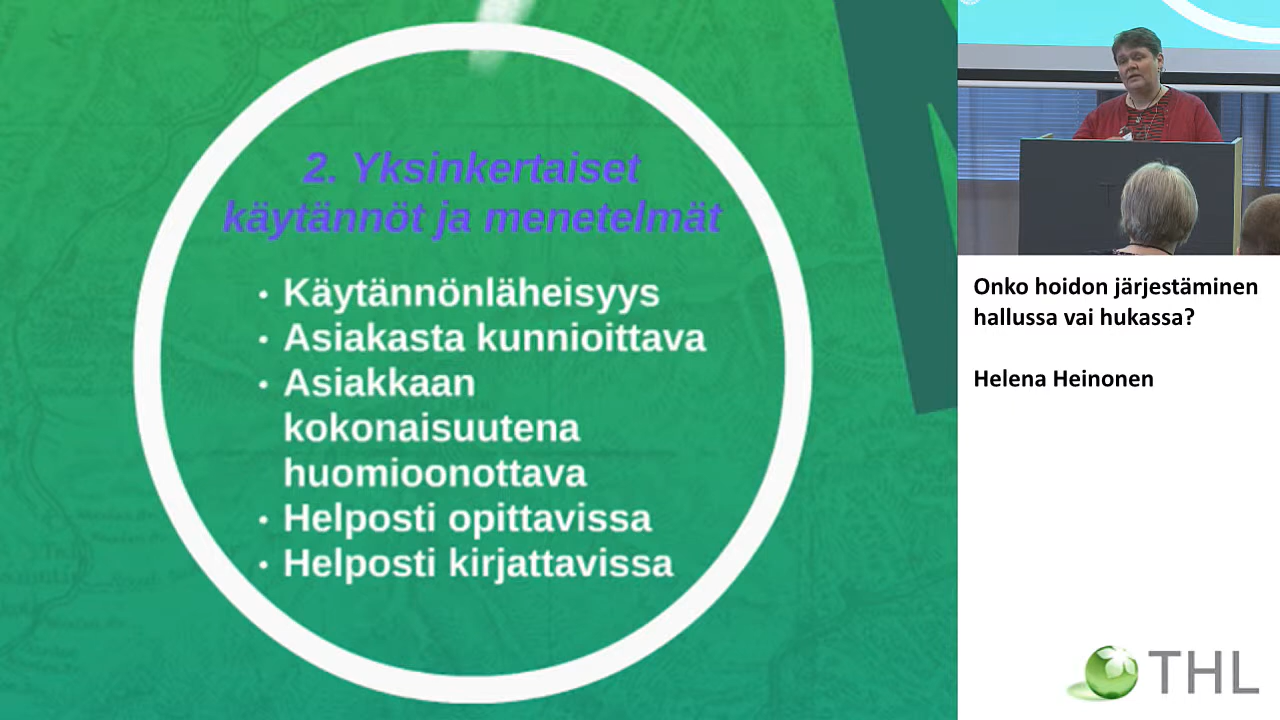 2. Yksinkertaiset
käytännöt ja menetelmät
• Käytännönläheisyys
• Asiakasta kunnioittava
• Asiakkaan
kokonaisuutena
huomioonottava
• Helposti opittavissa
• Helposti kirjattavissa
Onko hoidon järjestäminen
hallussa vai hukassa?
Helena Heinonen
THL